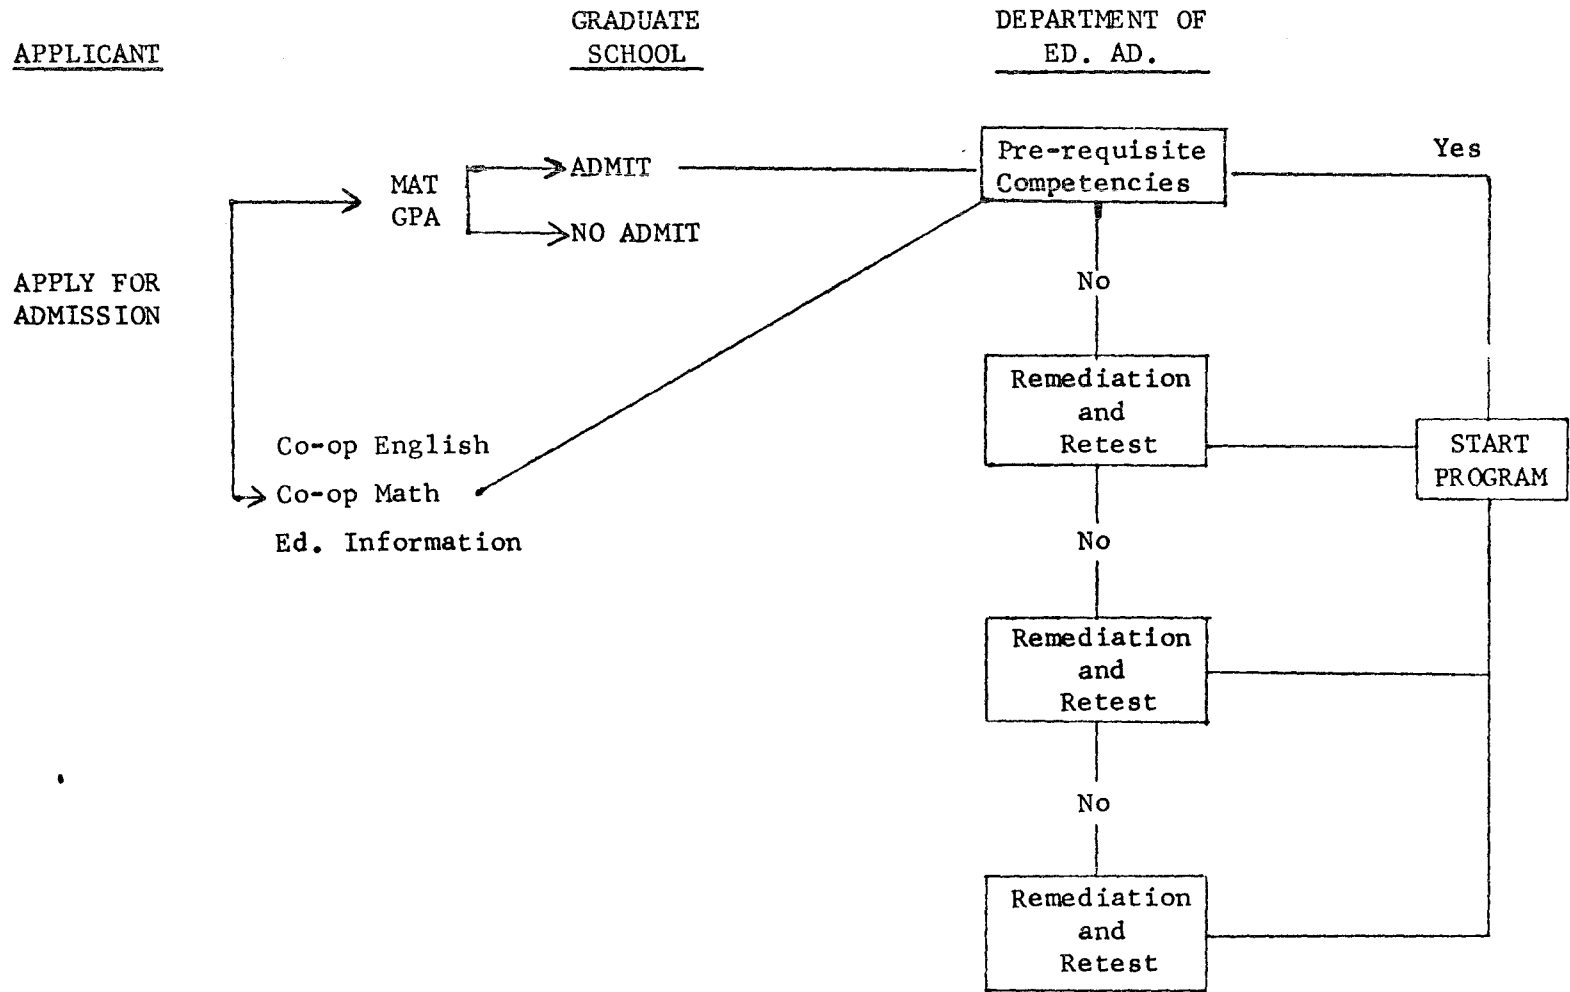 APPLICANT
GRADUATE
SCHOOL
DEPARTMENT OF
ED. AD.
MAT
GPA
ADMIT
NO ADMIT
Pre-requisite
Competencies
Yes
APPLY FOR
ADMISSION
No
Remediation
and
Retest
START
PROGRAM
Co-op English
Co-op Math
Ed. Information
No
Remediation
and
Retest
No
Remediation
and
Retest